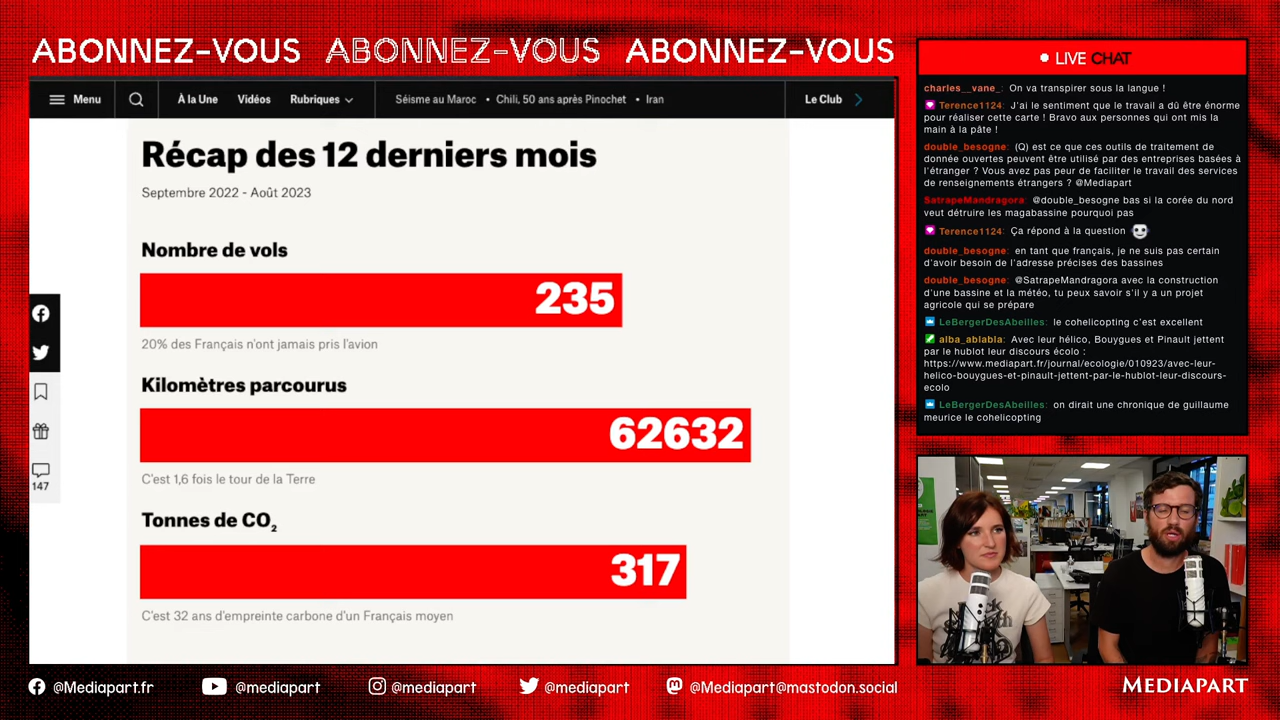 ABONNEZ-VOUS ABONNEZ-VOUS ABONNEZ-VOUS
Menu
À la Une
Vidéos
Rubriques
Séisme au Maroc • Chili, 50 ans après Pinochet • Iran
Le Club
Récap des 12 derniers mois
Septembre 2022 - Août 2023
Nombre de vols
235
20% des Français n'ont jamais pris l'avion
Kilomètres parcourus
62632
C'est 1,6 fois le tour de la Terre
Tonnes de CO₂
317
C'est 32 ans d'empreinte carbone d'un Français moyen
147
LIVE CHAT
charles__vane_: On va transpirer sous la langue !
Terence1124: J'ai le sentiment que le travail a dû être énorme
pour réaliser cette carte ! Bravo aux personnes qui ont mis la
main à la pâte !
double_besogne: (Q) est ce que ces outils de traitement de
donnée ouvertes peuvent être utilisé par des entreprises basées à
l'étranger ? Vous avez pas peur de faciliter le travail des services
de renseignements étrangers ? @Mediapart
SatrapeMandragora: @double_besogne bas si la corée du nord
veut détruire les magabassine pourquoi pas
Terence1124: Ça répond à la question
double_besogne: en tant que français, je ne suis pas certain
d'avoir besoin de l'adresse précises des bassines
double_besogne: @SatrapeMandragora avec la construction
d'une bassine et la météo, tu peux savoir s'il y a un projet
agricole qui se prépare
LeBergerDesAbeilles: le cohelicopting c'est excellent
alba_ablabla: Avec leur hélico, Bouygues et Pinault jettent
par le hublot leur discours écolo :
https://www.mediapart.fr/journal/ecologie/010923/avec-leur-
helico-bouygues-et-pinault-jettent-par-le-hublot-leur-discours-
ecolo
LeBergerDesAbeilles: on dirait une chronique de guillaume
meurice le cohelicopting
@Mediapart.fr
@mediapart
@mediapart
@mediapart
@Mediapart@mastodon.social
MEDIAPART